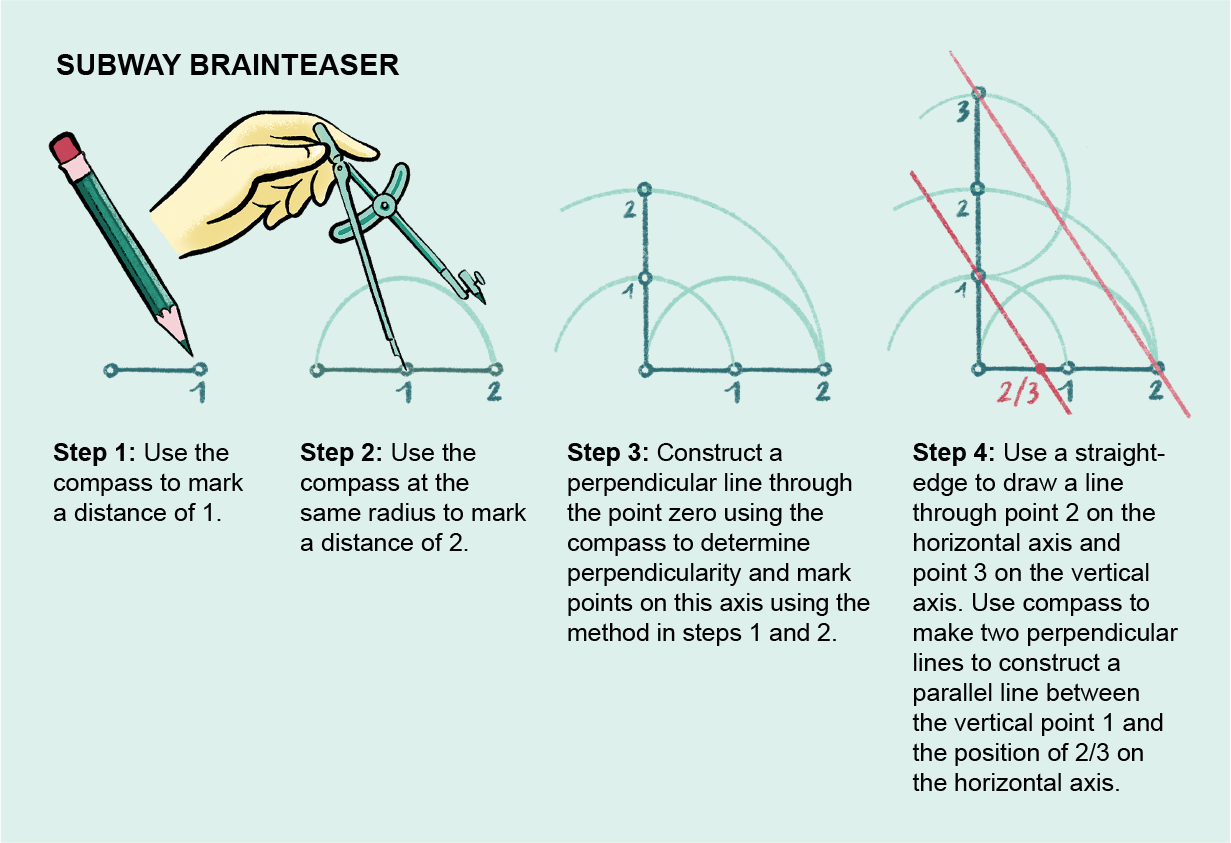 SUBWAY BRAINTEASER
1
1
2
2
1
1
2
3
2
1
2/3
1
2
Step 1: Use the
compass to mark
a distance of 1.
Step 2: Use the
compass at the
same radius to mark
a distance of 2.
Step 3: Construct a
perpendicular line through
the point zero using the
compass to determine
perpendicularity and mark
points on this axis using the
method in steps 1 and 2.
Step 4: Use a straight-
edge to draw a line
through point 2 on the
horizontal axis and
point 3 on the vertical
axis. Use compass to
make two perpendicular
lines to construct a
parallel line between
the vertical point 1 and
the position of 2/3 on
the horizontal axis.